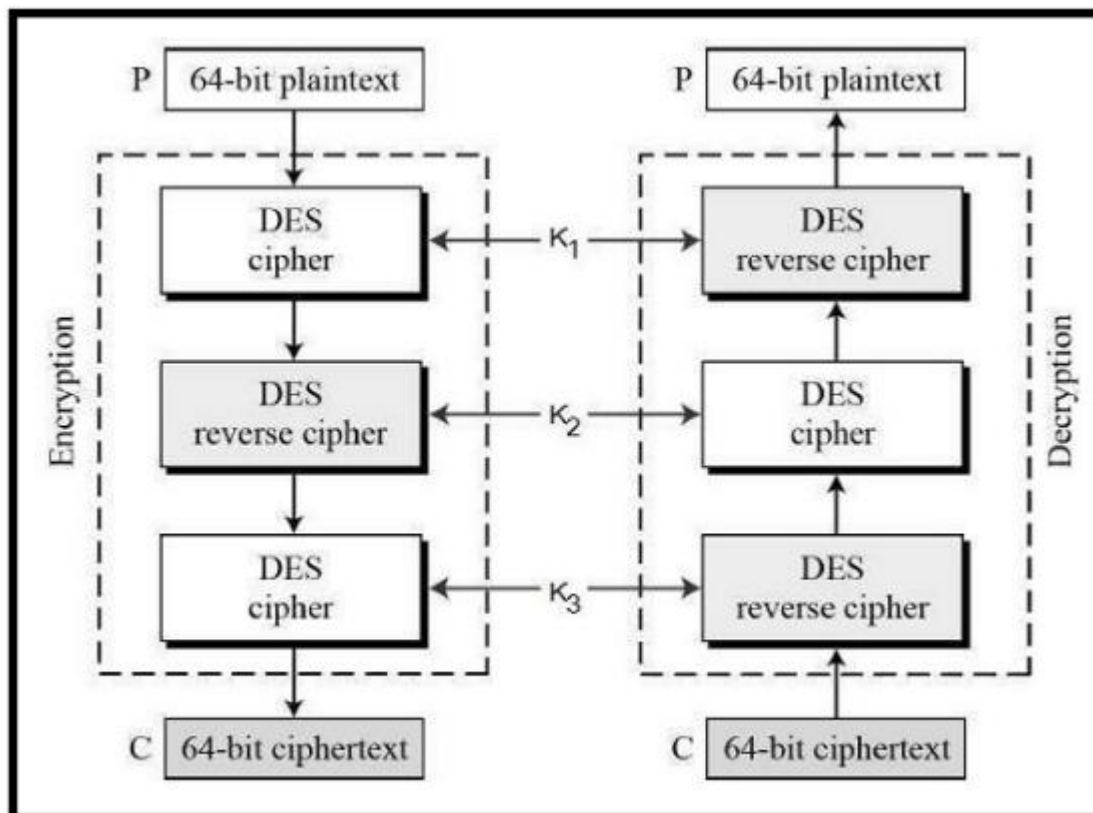 P 64-bit plaintext
P 64-bit plaintext
Encryption
DES
cipher
K1
DES
reverse cipher
Decryption
DES
reverse cipher
K2
DES
cipher
DES
cipher
K3
DES
reverse cipher
C 64-bit ciphertext
C 64-bit ciphertext